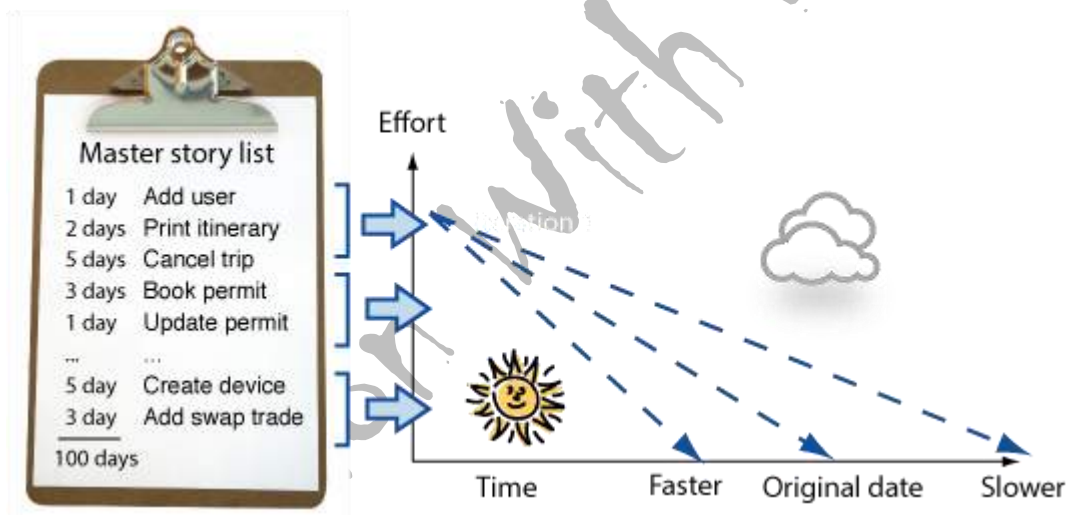 Effort
Master story list
1 day Add user
2 days Print itinerary
5 days Cancel trip
3 days Book permit
1 day Update permit
... ...
5 day Create device
3 day Add swap trade
100 days
With
Time Faster Original date Slower